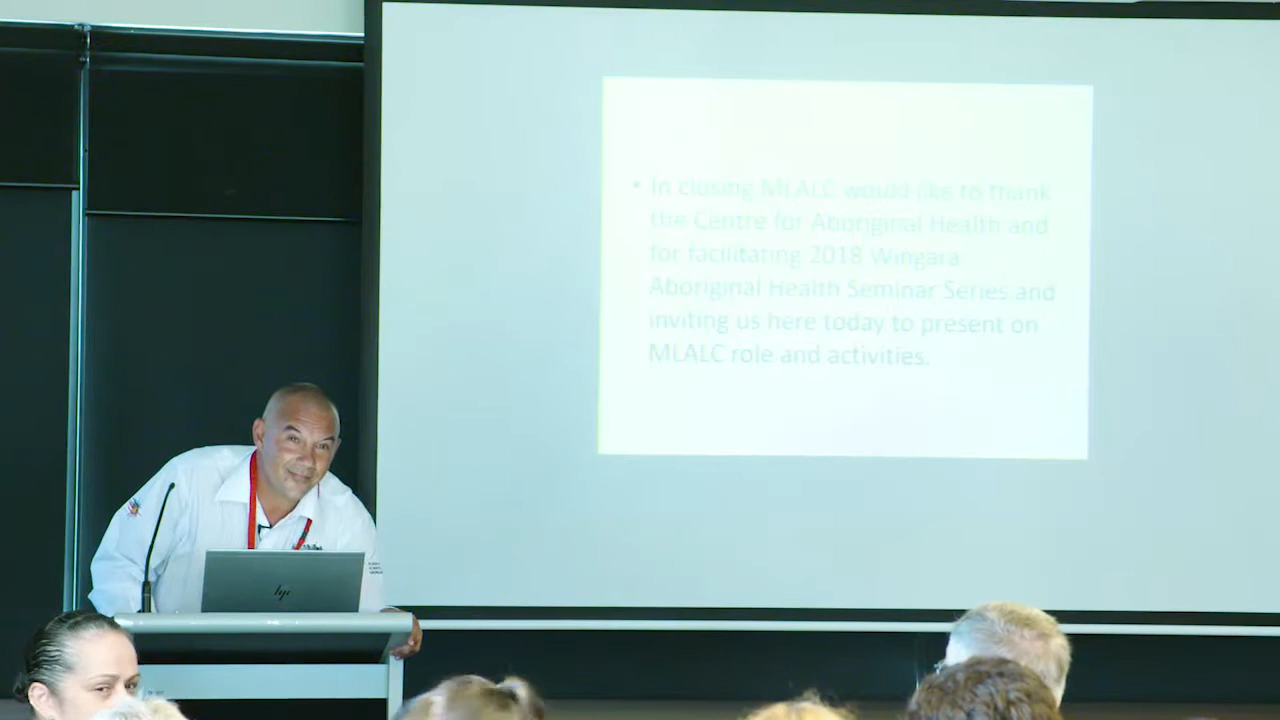 • In closing MLALC would like to thank
the Centre for Aboriginal Health and
for facilitating 2018 Wingara
Aboriginal Health Seminar Series and
inviting us here today to present on
MLALC role and activities.
hp